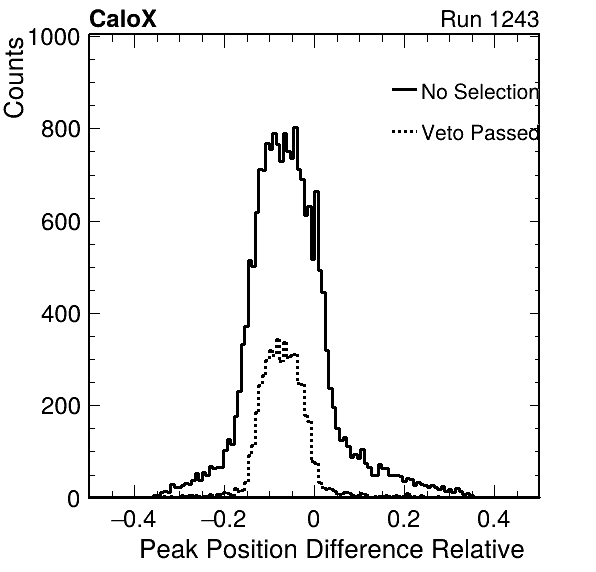 CaloX Run 1243
Counts
1000
800
600
400
200
0
No Selection
Veto Passed
−0.4 −0.2 0 0.2 0.4
Peak Position Difference Relative